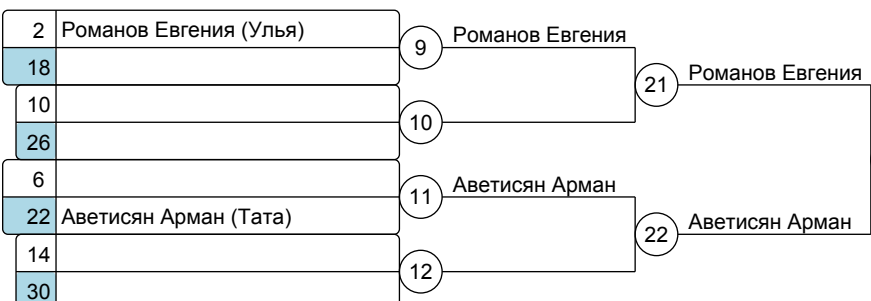 2 Романов Евгения (Улья)
18
10
26
6
22 Аветисян Арман (Тата)
14
30
9 Романов Евгения
10
11 Аветисян Арман
12
21 Романов Евгения
22 Аветисян Арман